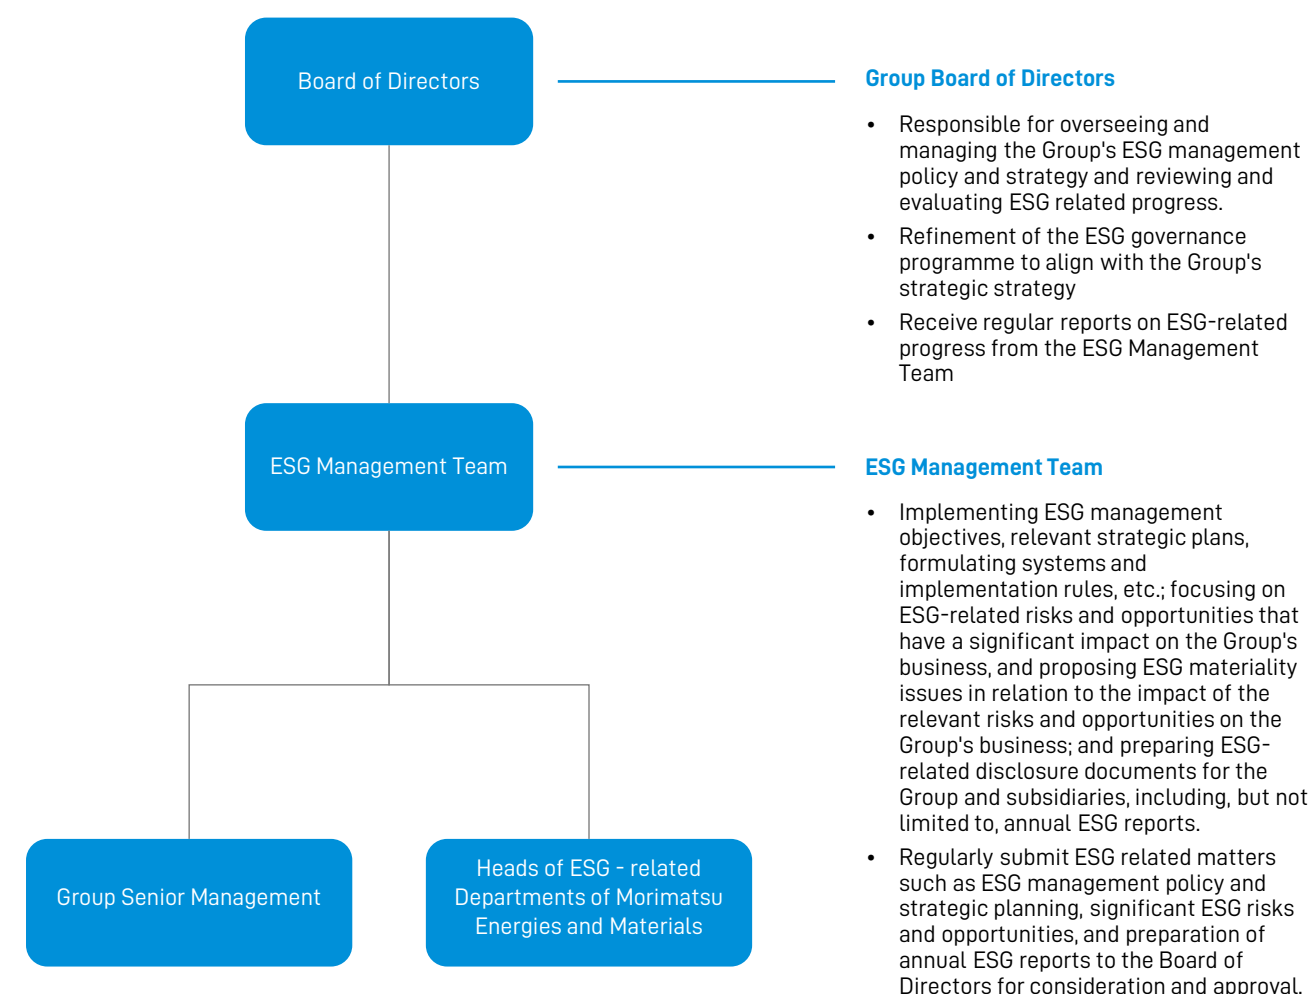 Board of Directors
Group Board of Directors
• Responsible for overseeing and
managing the Group's ESG management
policy and strategy and reviewing and
evaluating ESG related progress.
• Refinement of the ESG governance
programme to align with the Group's
strategic strategy
• Receive regular reports on ESG-related
progress from the ESG Management
Team
ESG Management Team
ESG Management Team
• Implementing ESG management
objectives, relevant strategic plans,
formulating systems and
implementation rules, etc.; focusing on
ESG-related risks and opportunities that
have a significant impact on the Group's
business, and proposing ESG materiality
issues in relation to the impact of the
relevant risks and opportunities on the
Group's business; and preparing ESG-
related disclosure documents for the
Group and subsidiaries, including, but not
limited to, annual ESG reports.
• Regularly submit ESG related matters
such as ESG management policy and
strategic planning, significant ESG risks
and opportunities, and preparation of
annual ESG reports to the Board of
Directors for consideration and approval.
Group Senior Management
Heads of ESG - related
Departments of Morimatsu
Energies and Materials